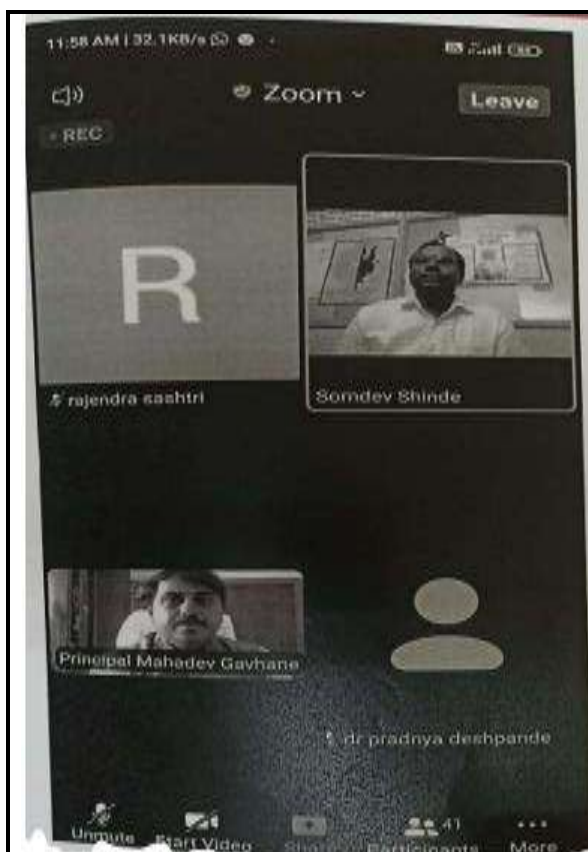 11:58 AM | 32.1KB/s
Zoom
Leave
REC
R
rajendra sashtri
Somdev Shinde
Principal Mahadev Gavhane
dr pradnya deshpande
Unmute
Start Video
Share
Participants
41
More